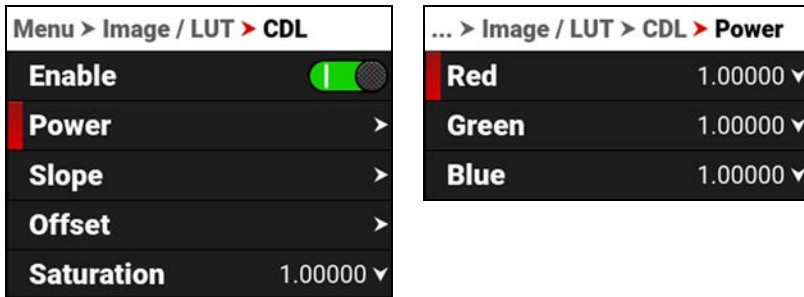 Menu > Image / LUT > CDL
Enable
Power >
Slope >
Offset >
Saturation 1.00000
... > Image / LUT > CDL > Power
Red 1.00000
Green 1.00000
Blue 1.00000